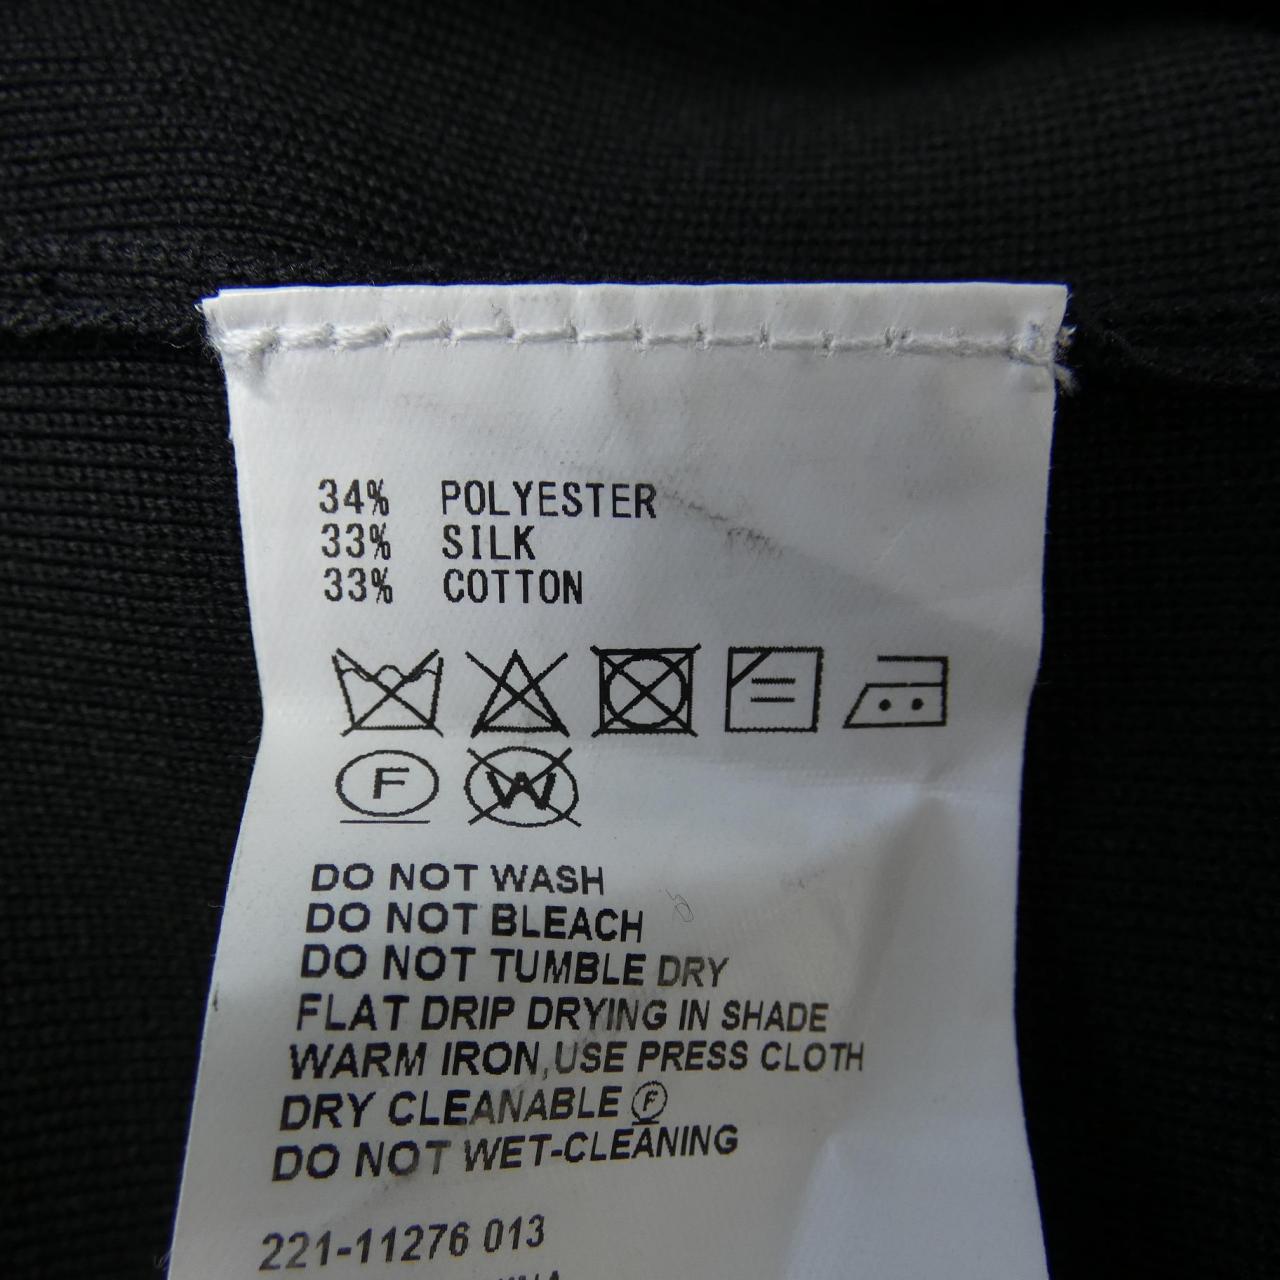 34% POLYESTER
33% SILK
33% COTTON
F W
DO NOT WASH
DO NOT BLEACH
DO NOT TUMBLE DRY
FLAT DRIP DRYING IN SHADE
WARM IRON,USE PRESS CLOTH
DRY CLEANABLE Ⓕ
DO NOT WET-CLEANING
221-11276 013